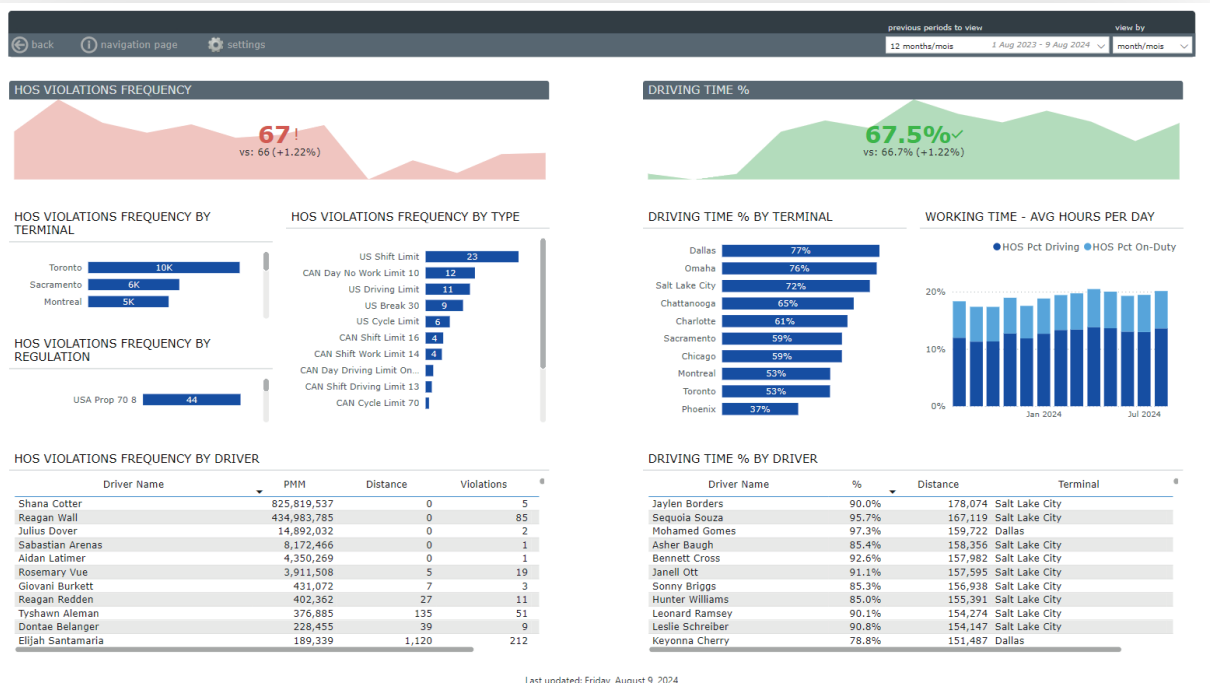 previous periods to view
view by
back
navigation page
settings
12 months/mois
1 Aug 2023 - 9 Aug 2024
month/mois
HOS VIOLATIONS FREQUENCY
67!
vs: 66 (+1.22%)
DRIVING TIME %
67.5%
vs: 66.7% (+1.22%)
HOS VIOLATIONS FREQUENCY BY
TERMINAL
Toronto 10K
Sacramento 6K
Montreal 5K
HOS VIOLATIONS FREQUENCY BY
REGULATION
USA Prop 70 8 44
HOS VIOLATIONS FREQUENCY BY TYPE
US Shift Limit 23
CAN Day No Work Limit 10 12
US Driving Limit 11
US Break 30 9
US Cycle Limit 6
CAN Shift Limit 16 4
CAN Shift Work Limit 14 4
CAN Day Driving Limit On...
CAN Shift Driving Limit 13
CAN Cycle Limit 70
DRIVING TIME % BY TERMINAL
Dallas 77%
Omaha 76%
Salt Lake City 72%
Chattanooga 65%
Charlotte 61%
Sacramento 59%
Chicago 59%
Montreal 53%
Toronto 53%
Phoenix 37%
WORKING TIME - AVG HOURS PER DAY
HOS Pct Driving HOS Pct On-Duty
20%
10%
0%
Jan 2024 Jul 2024
HOS VIOLATIONS FREQUENCY BY DRIVER
Driver Name PMM Distance Violations
Shana Cotter 825,819,537 0 5
Reagan Wall 434,983,785 0 85
Julius Dover 14,892,032 0 2
Sabastian Arenas 8,172,466 0 1
Aidan Latimer 4,350,269 0 1
Rosemary Vue 3,911,508 5 19
Giovani Burkett 431,072 7 3
Reagan Redden 402,362 27 11
Tyshawn Aleman 376,885 135 51
Dontae Belanger 228,455 39 9
Elijah Santamaria 189,339 1,120 212
DRIVING TIME % BY DRIVER
Driver Name % Distance Terminal
Jaylen Borders 90.0% 178,074 Salt Lake City
Sequoia Souza 95.7% 167,119 Salt Lake City
Mohamed Gomes 97.3% 159,722 Dallas
Asher Baugh 85.4% 158,356 Salt Lake City
Bennett Cross 92.6% 157,982 Salt Lake City
Janell Ott 91.1% 157,595 Salt Lake City
Sonny Briggs 85.3% 156,938 Salt Lake City
Hunter Williams 85.0% 155,391 Salt Lake City
Leonard Ramsey 90.1% 154,274 Salt Lake City
Leslie Schreiber 90.8% 154,147 Salt Lake City
Keyonna Cherry 78.8% 151,487 Dallas
Last updated: Friday, August 9, 2024